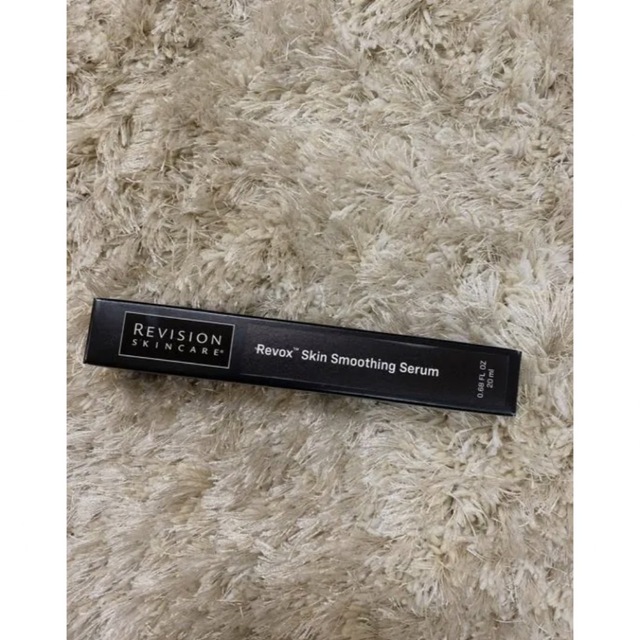 REVISION
SKINCARE®
Revox™ Skin Smoothing Serum
0.68 FL OZ
20 ml